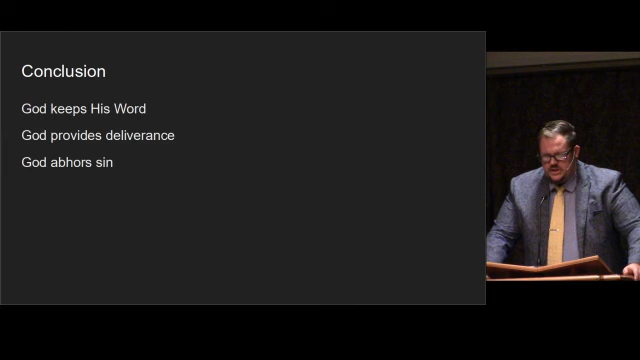 Conclusion
God keeps His Word
God provides deliverance
God abhors sin